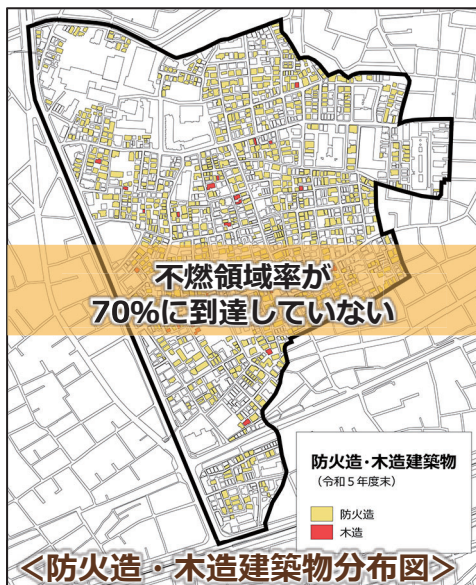 不燃領域率が
70%に到達していない
防火造・木造建築物
(令和5年度末)
防火造
木造
<防火造・木造建築物分布図>